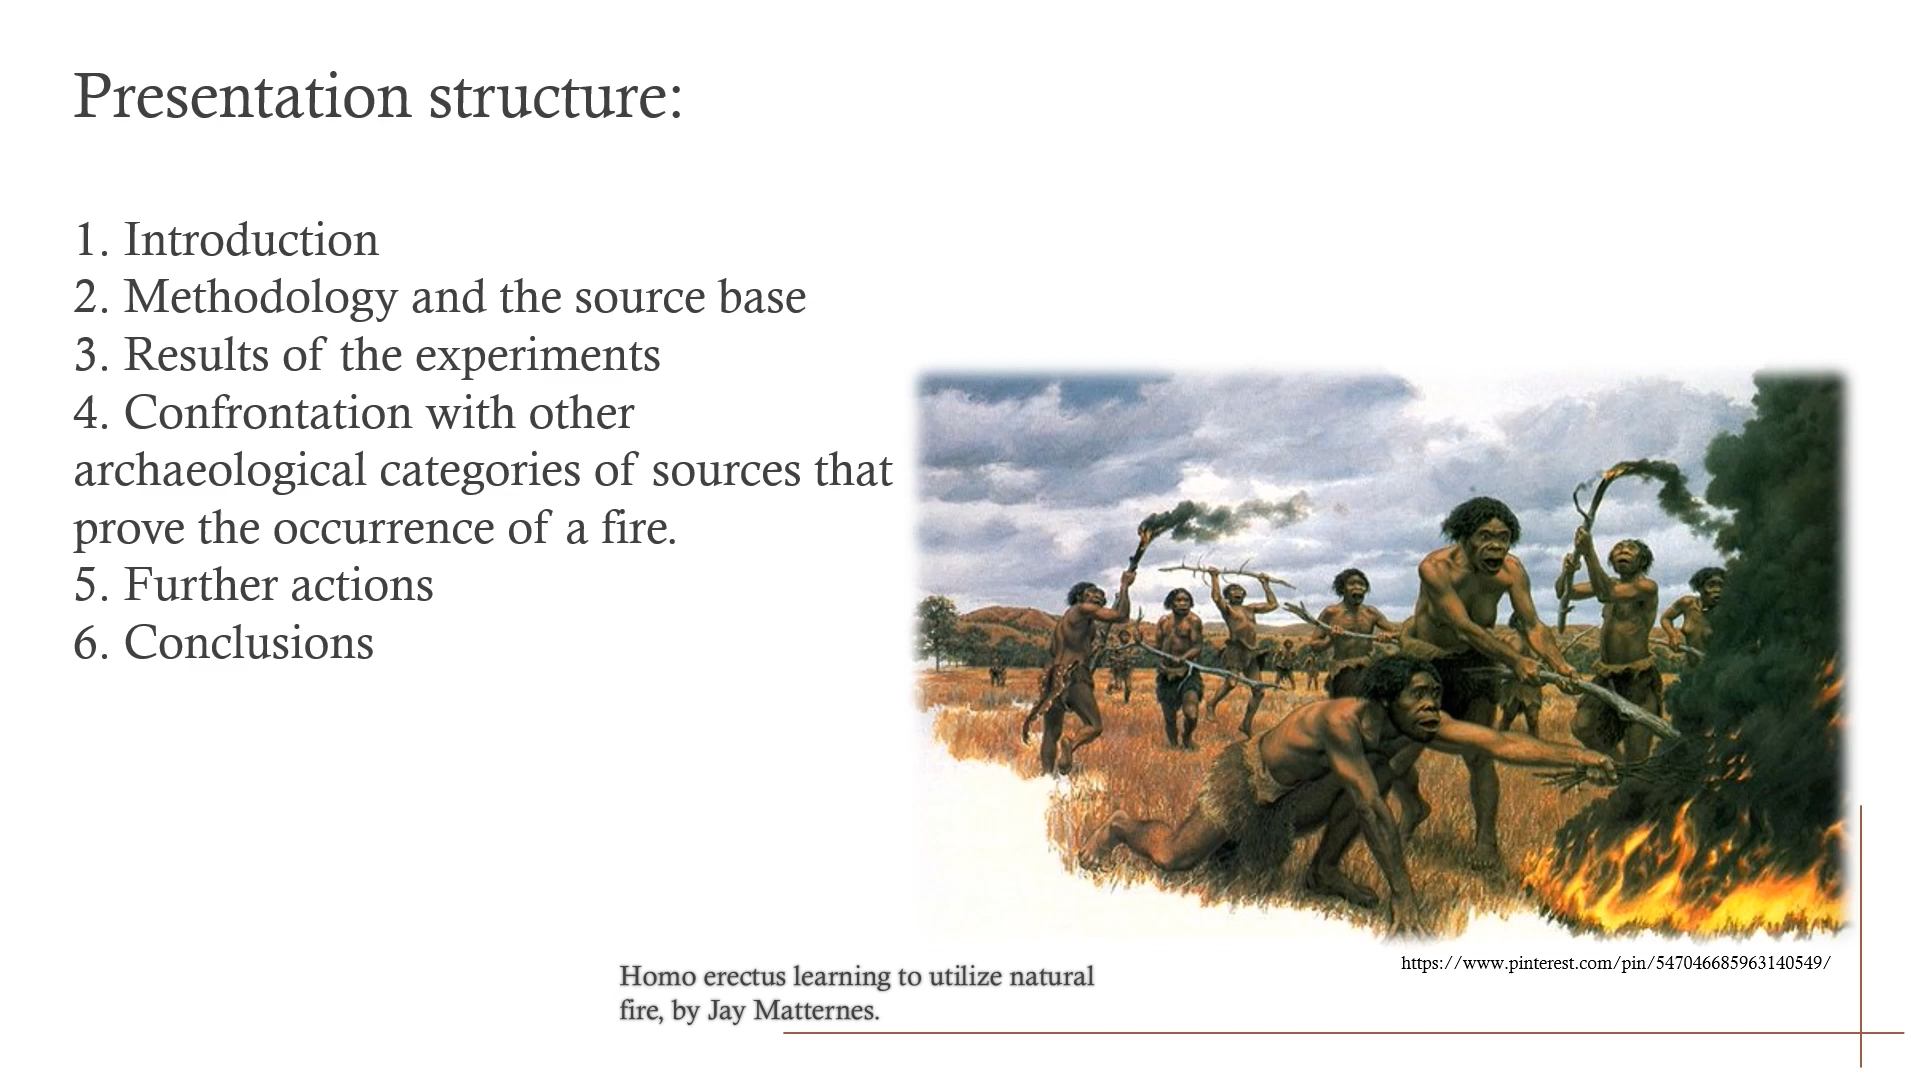 Presentation structure:
1. Introduction
2. Methodology and the source base
3. Results of the experiments
4. Confrontation with other
archaeological categories of sources that
prove the occurrence of a fire.
5. Further actions
6. Conclusions
https://www.pinterest.com/pin/547046685963140549/
Homo erectus learning to utilize natural
fire, by Jay Matternes.